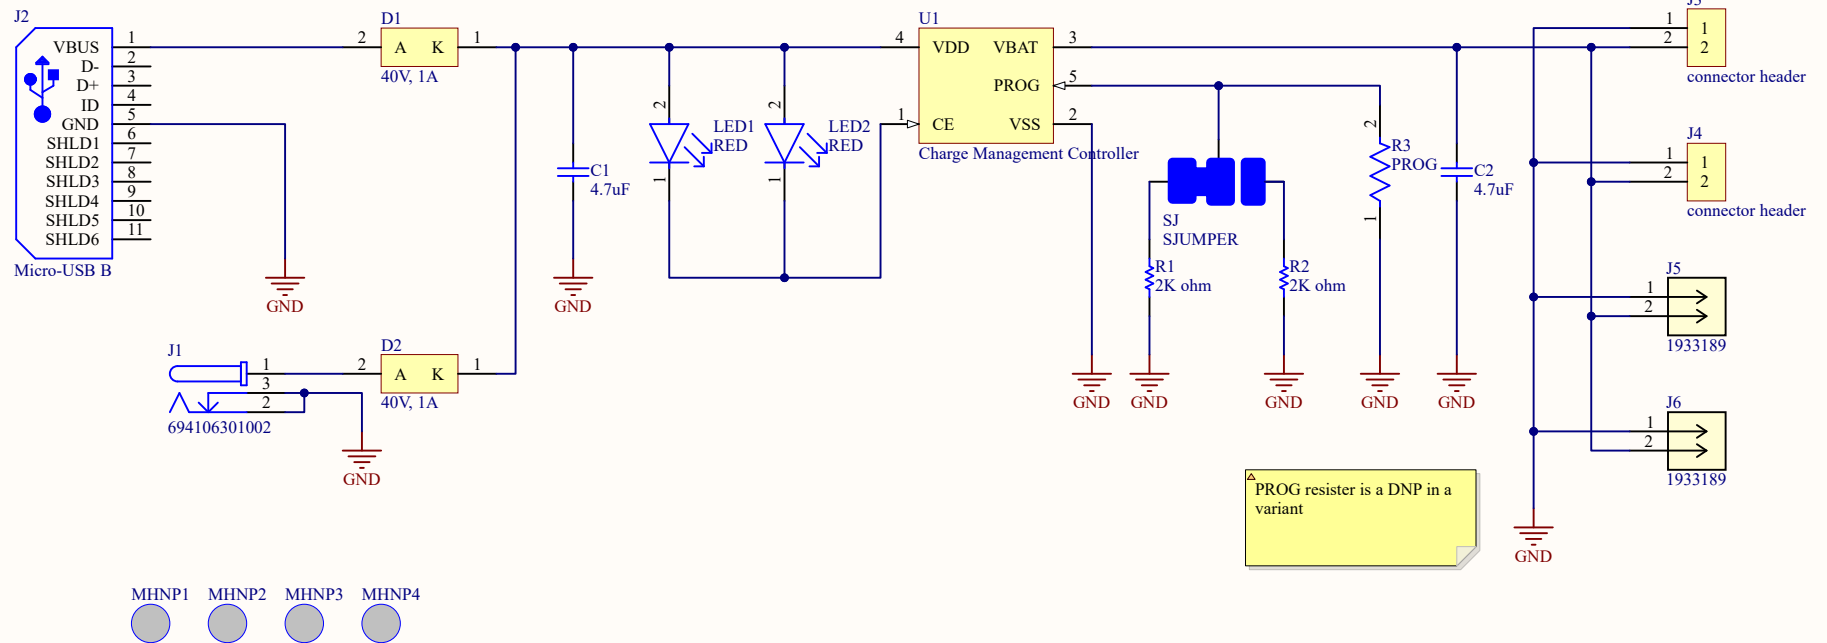 J2
VBUS 1
D- 2
D+ 3
ID 4
GND 5
SHLD1 6
SHLD2 7
SHLD3 8
SHLD4 9
SHLD5 10
SHLD6 11
Micro-USB B
GND
D1
2 A K 1
40V, 1A
C1
4.7uF
GND
2
LED1
RED
1
2
LED2
RED
1
U1
4 VDD VBAT 3
PROG 5
1 CE VSS 2
Charge Management Controller
GND
SJ
SJUMPER
R1
2K ohm
GND
R2
2K ohm
GND
2
R3
PROG
1
GND
C2
4.7uF
GND
J3
1 1
2 2
connector header
J4
1 1
2 2
connector header
J5
1
2
1933189
J6
1
2
1933189
GND
J1
1
3
2
694106301002
GND
D2
2 A K 1
40V, 1A
PROG resister is a DNP in a
variant
MHNP1 MHNP2 MHNP3 MHNP4